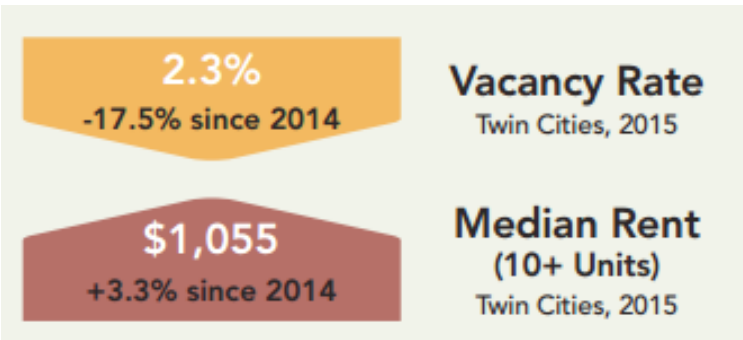 2.3%
-17.5% since 2014
Vacancy Rate
Twin Cities, 2015
$1,055
+3.3% since 2014
Median Rent
(10+ Units)
Twin Cities, 2015